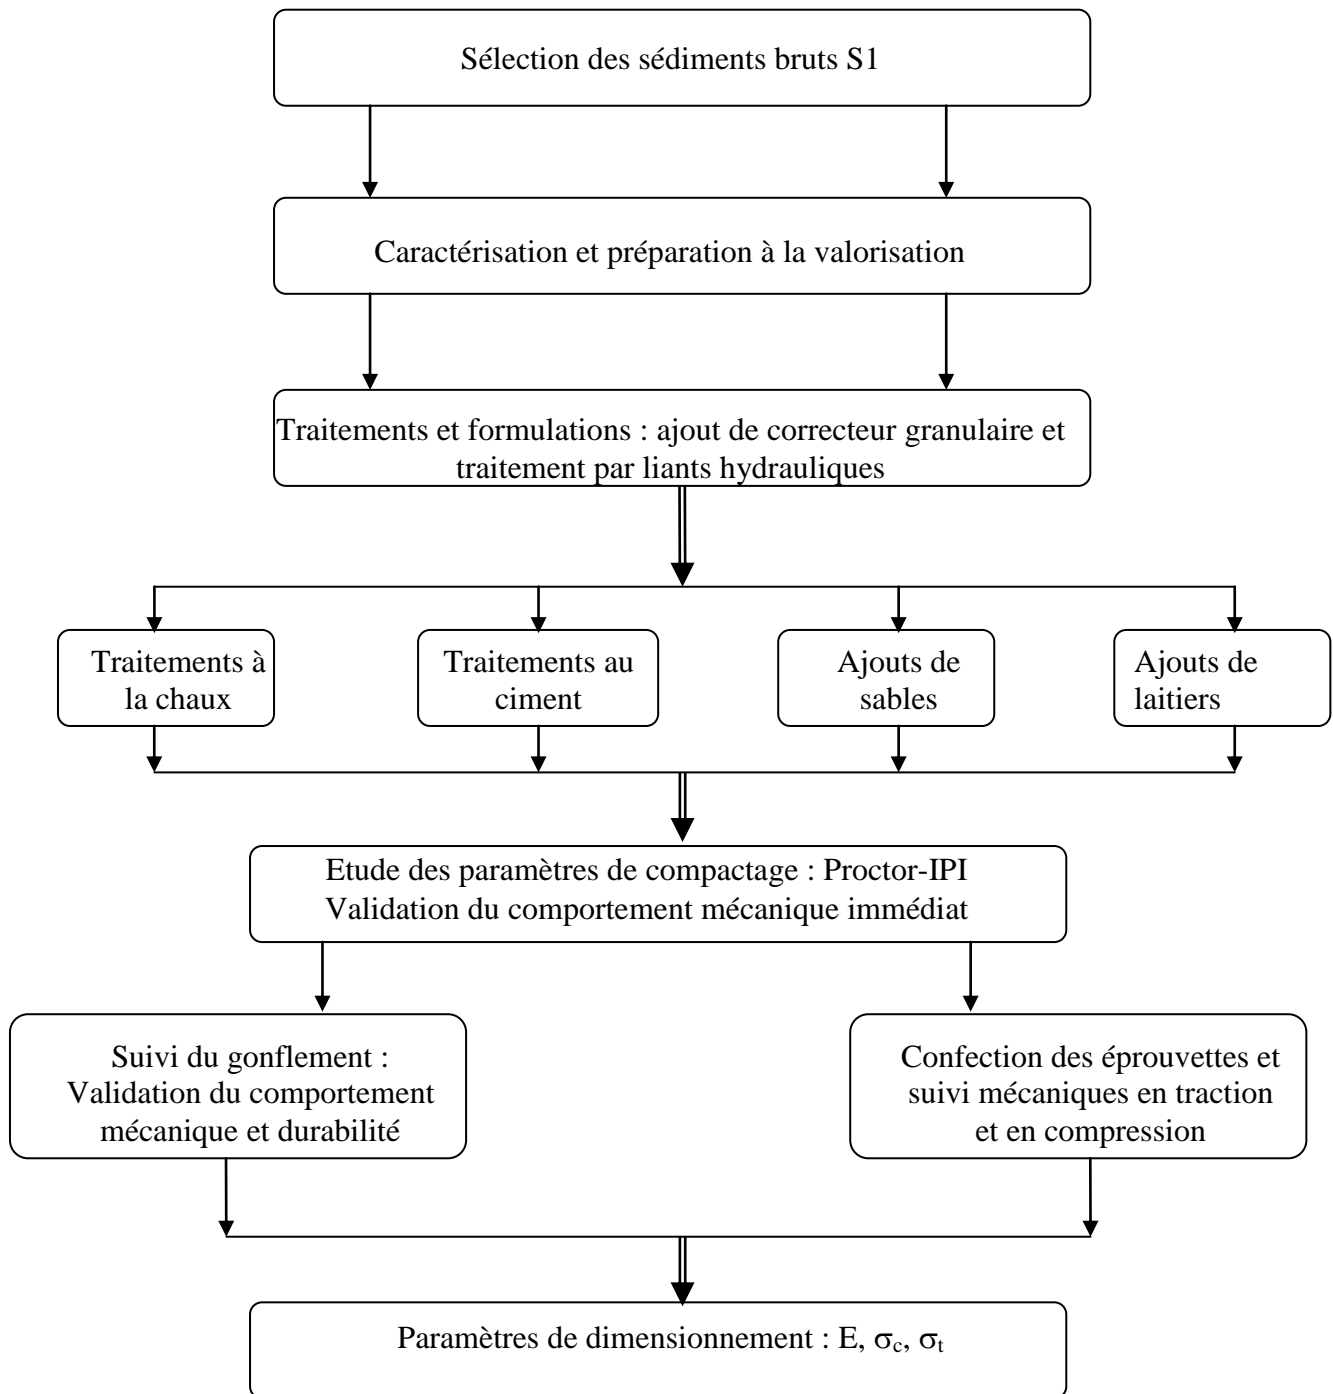 Sélection des sédiments bruts S1
Caractérisation et préparation à la valorisation
Traitements et formulations : ajout de correcteur granulaire et
traitement par liants hydrauliques
Traitements à
la chaux
Traitements au
ciment
Ajouts de
sables
Ajouts de
laitiers
Etude des paramètres de compactage : Proctor-IPI
Validation du comportement mécanique immédiat
Suivi du gonflement :
Validation du comportement
mécanique et durabilité
Confection des éprouvettes et
suivi mécaniques en traction
et en compression
Paramètres de dimensionnement : E, σc, σt